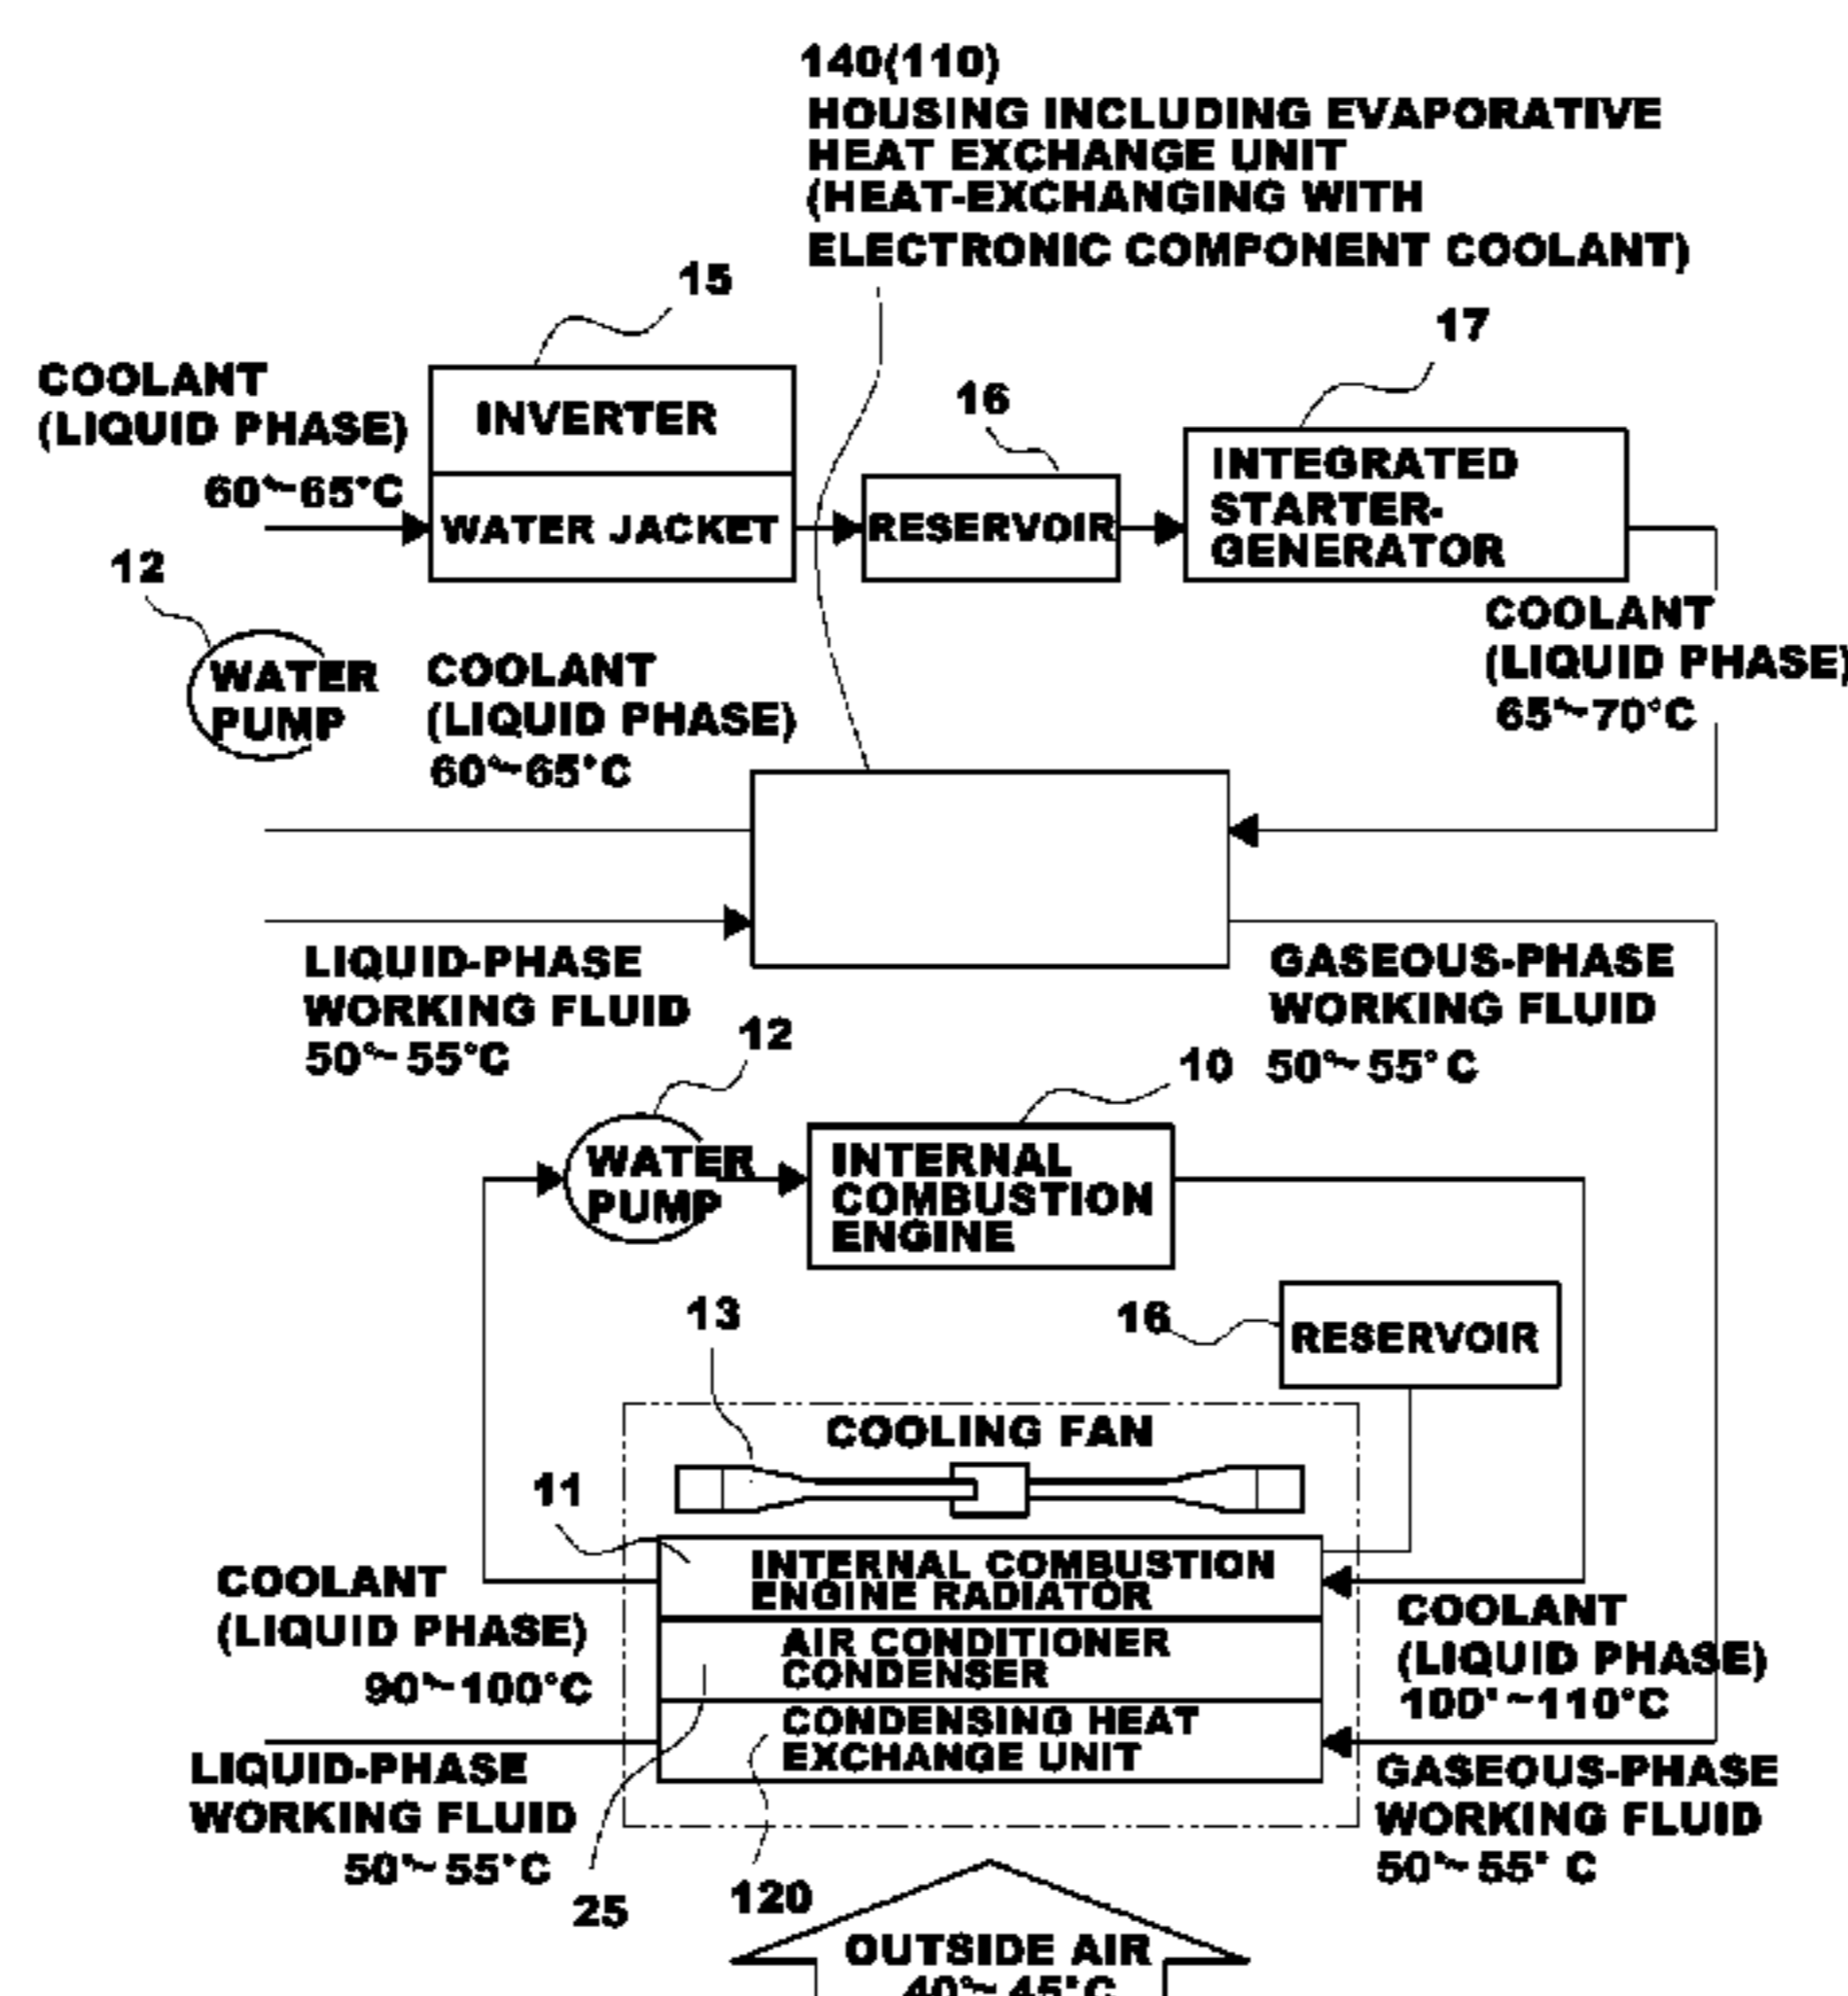 140(110)
HOUSING INCLUDING EVAPORATIVE
HEAT EXCHANGE UNIT
(HEAT-EXCHANGING WITH
ELECTRONIC COMPONENT COOLANT)
15
17
COOLANT
(LIQUID PHASE)
60°~65°C
INVERTER
WATER JACKET
16
RESERVOIR
INTEGRATED
STARTER-
GENERATOR
12
WATER
PUMP
COOLANT
(LIQUID PHASE)
60°~65°C
COOLANT
(LIQUID PHASE)
65°~70°C
LIQUID-PHASE
WORKING FLUID
50°~55°C
GASEOUS-PHASE
WORKING FLUID
50°~55°C
12
WATER
PUMP
10
INTERNAL
COMBUSTION
ENGINE
13
16
RESERVOIR
COOLING FAN
11
INTERNAL COMBUSTION
ENGINE RADIATOR
AIR CONDITIONER
CONDENSER
CONDENSING HEAT
EXCHANGE UNIT
COOLANT
(LIQUID PHASE)
90°~100°C
COOLANT
(LIQUID PHASE)
100°~110°C
LIQUID-PHASE
WORKING FLUID
50°~55°C
GASEOUS-PHASE
WORKING FLUID
50°~55°C
25
120
OUTSIDE AIR
40°~45°C